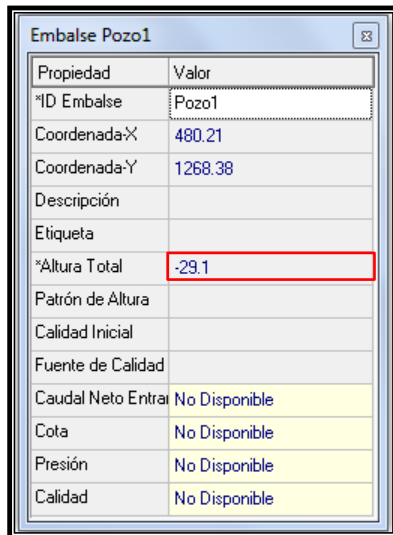 Embalse Pozo1
Propiedad Valor
*ID Embalse Pozo1
Coordenada-X 480.21
Coordenada-Y 1268.38
Descripción
Etiqueta
*Altura Total -29.1
Patrón de Altura
Calidad Inicial
Fuente de Calidad
Caudal Neto Entrar No Disponible
Cota No Disponible
Presión No Disponible
Calidad No Disponible